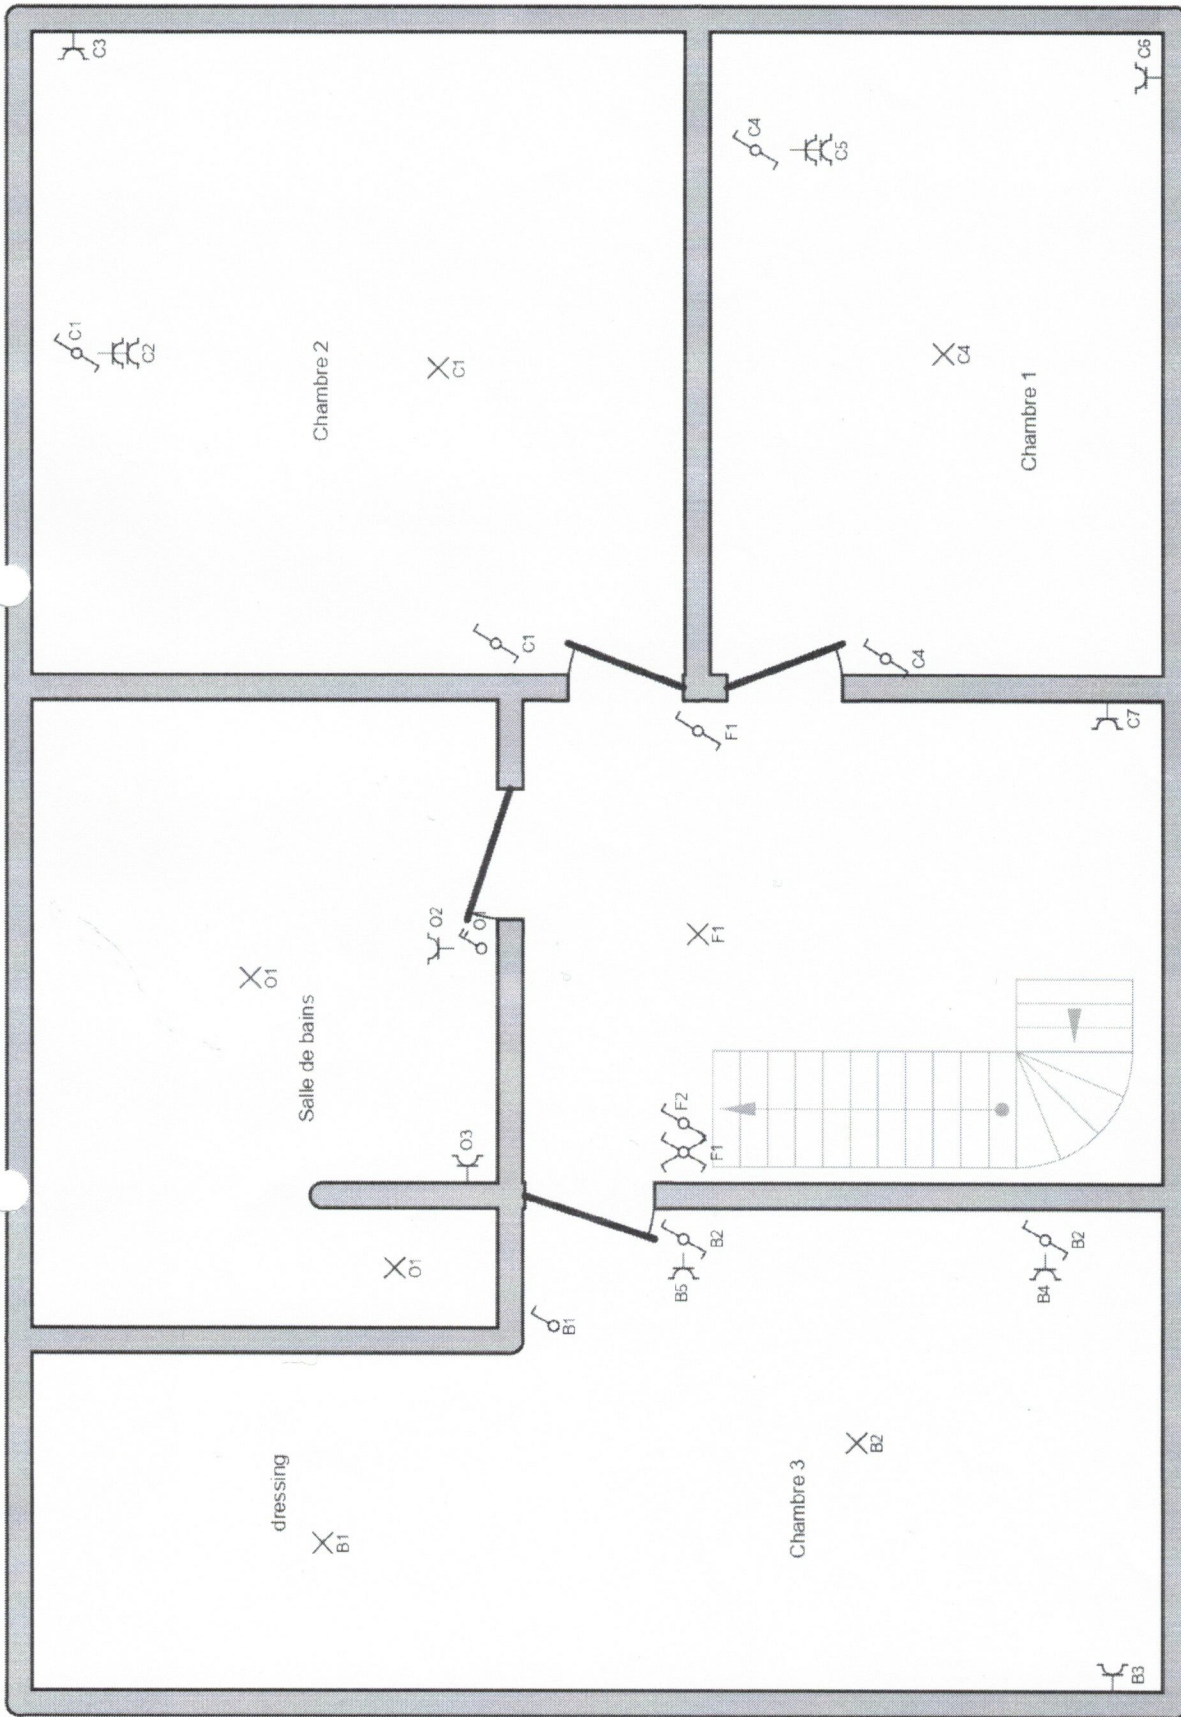 C3
C6
C1
C2
C4
C5
Chambre 2
C1
C4
Chambre 1
C1
C4
F1
C7
O2
O1
O1
F1
Salle de bains
O3
F2
F1
O1
B1
B2
B5
B2
B4
dressing
B1
B2
Chambre 3
B3